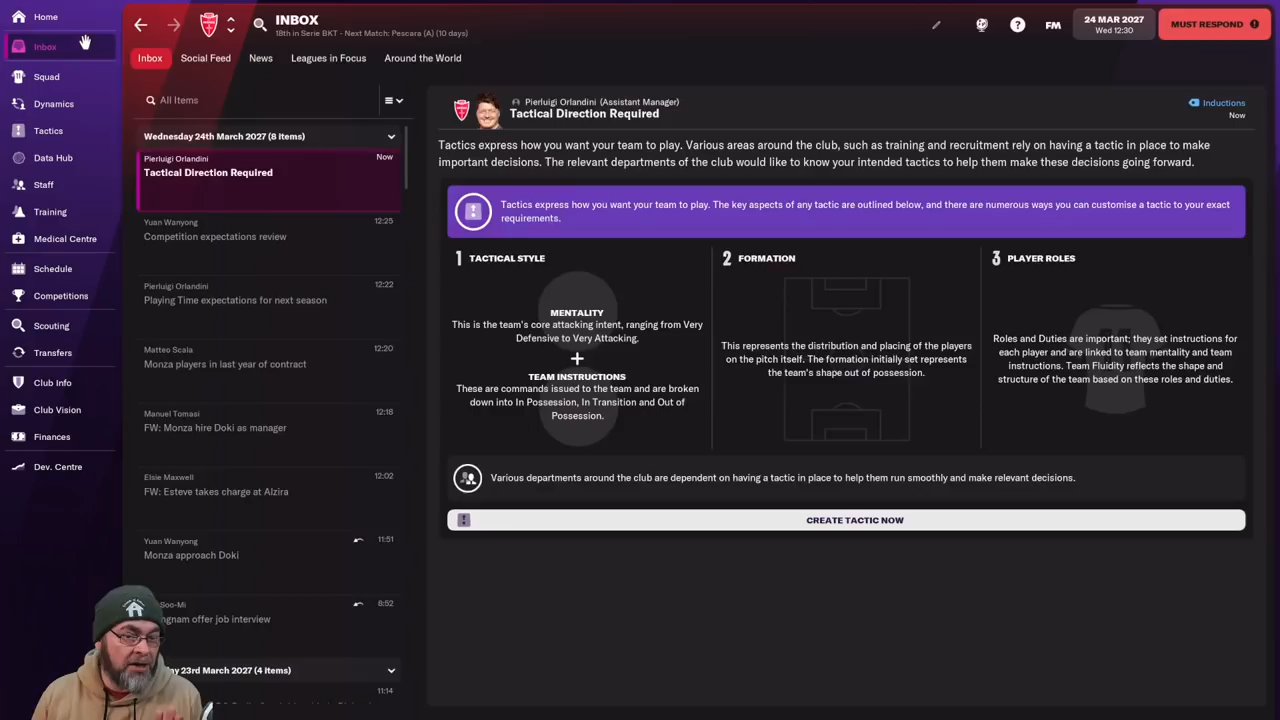 Home
Inbox
Squad
Dynamics
Tactics
Data Hub
Staff
Training
Medical Centre
Schedule
Competitions
Scouting
Transfers
Club Info
Club Vision
Finances
Dev. Centre
INBOX
18th in Serie BKT - Next Match: Pescara (A) (10 days)
FM
24 MAR 2027
Wed 12:30
MUST RESPOND
Inbox
Social Feed
News
Leagues in Focus
Around the World
All Items
Wednesday 24th March 2027 (8 Items)
Pierluigi Orlandini
Now
Tactical Direction Required
Yuan Wanyong
12:25
Competition expectations review
Pierluigi Orlandini
12:22
Playing Time expectations for next season
Matteo Scala
12:20
Monza players in last year of contract
Manuel Tomasi
12:18
FW: Monza hire Doki as manager
Elsie Maxwell
12:02
FW: Esteve takes charge at Alzira
Yuan Wanyong
11:51
Monza approach Doki
Soo-Mi
8:52
offer job interview
23rd March 2027 (4 Items)
11:14
Pierluigi Orlandini (Assistant Manager)
Tactical Direction Required
Inductions
Now
Tactics express how you want your team to play. Various areas around the club, such as training and recruitment rely on having a tactic in place to make
important decisions. The relevant departments of the club would like to know your intended tactics to help them make these decisions going forward.
Tactics express how you want your team to play. The key aspects of any tactic are outlined below, and there are numerous ways you can customise a tactic to your exact
requirements.
1 TACTICAL STYLE
MENTALITY
This is the team's core attacking intent, ranging from Very
Defensive to Very Attacking.
+
TEAM INSTRUCTIONS
These are commands issued to the team and are broken
down into In Possession, In Transition and Out of
Possession.
2 FORMATION
This represents the distribution and placing of the players
on the pitch itself. The formation initially set represents
the team's shape out of possession.
3 PLAYER ROLES
Roles and Duties are important; they set instructions for
each player and are linked to team mentality and team
instructions. Team Fluidity reflects the shape and
structure of the team based on these roles and duties.
Various departments around the club are dependent on having a tactic in place to help them run smoothly and make relevant decisions.
CREATE TACTIC NOW